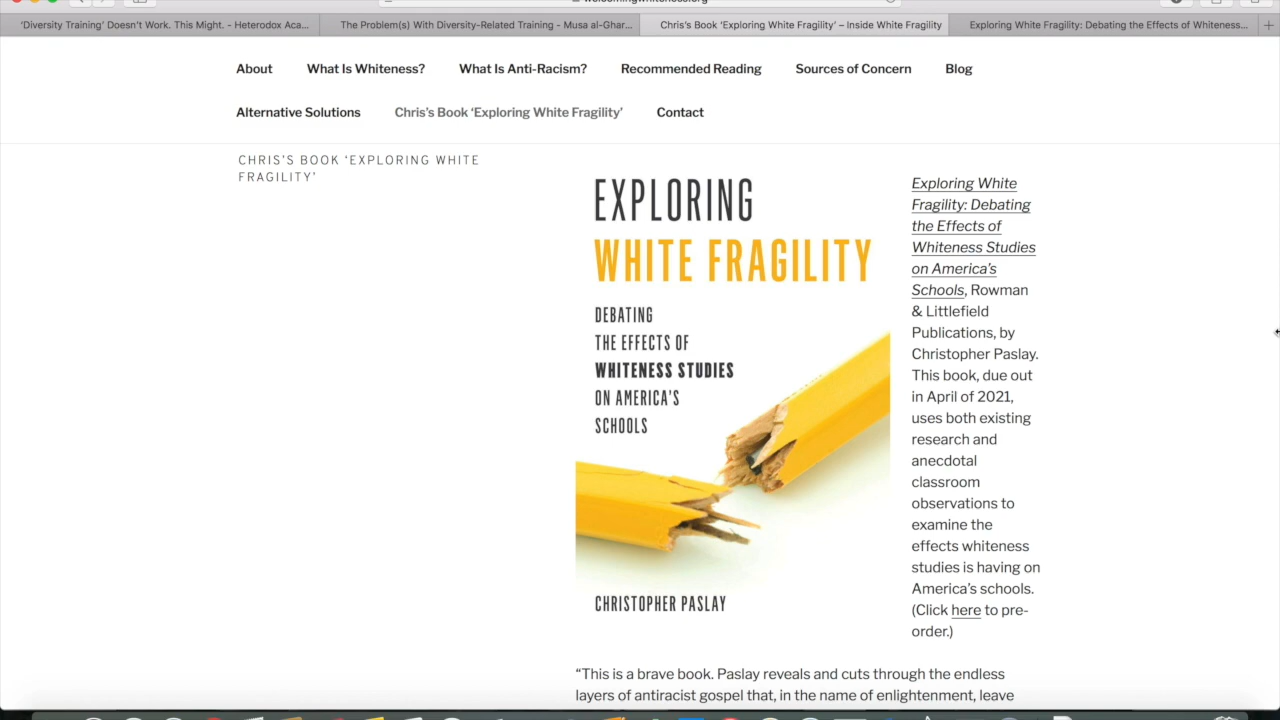 'Diversity Training' Doesn't Work. This Might. - Heterodox Aca...
The Problem(s) With Diversity-Related Training - Musa al-Ghar...
Chris's Book 'Exploring White Fragility' – Inside White Fragility
Exploring White Fragility: Debating the Effects of Whiteness...
About
What Is Whiteness?
What Is Anti-Racism?
Recommended Reading
Sources of Concern
Blog
Alternative Solutions
Chris's Book 'Exploring White Fragility'
Contact
CHRIS'S BOOK 'EXPLORING WHITE
FRAGILITY'
EXPLORING
WHITE FRAGILITY
DEBATING
THE EFFECTS OF
WHITENESS STUDIES
ON AMERICA'S
SCHOOLS
CHRISTOPHER PASLAY
Exploring White
Fragility: Debating
the Effects of
Whiteness Studies
on America's
Schools, Rowman
& Littlefield
Publications, by
Christopher Paslay.
This book, due out
in April of 2021,
uses both existing
research and
anecdotal
classroom
observations to
examine the
effects whiteness
studies is having on
America's schools.
(Click here to pre-
order.)
“This is a brave book. Paslay reveals and cuts through the endless
layers of antiracist gospel that, in the name of enlightenment, leave